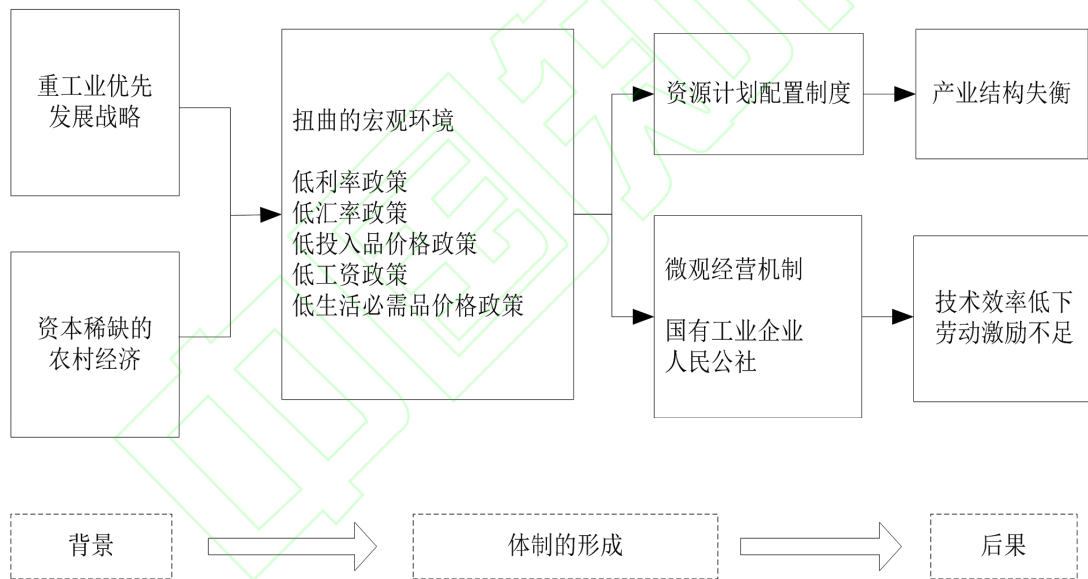 重工业优先
发展战略
资本稀缺的
农村经济
扭曲的宏观环境
低利率政策
低汇率政策
低投入品价格政策
低工资政策
低生活必需品价格政策
资源计划配置制度
微观经营机制
国有工业企业
人民公社
产业结构失衡
技术效率低下
劳动激励不足
背景
体制的形成
后果